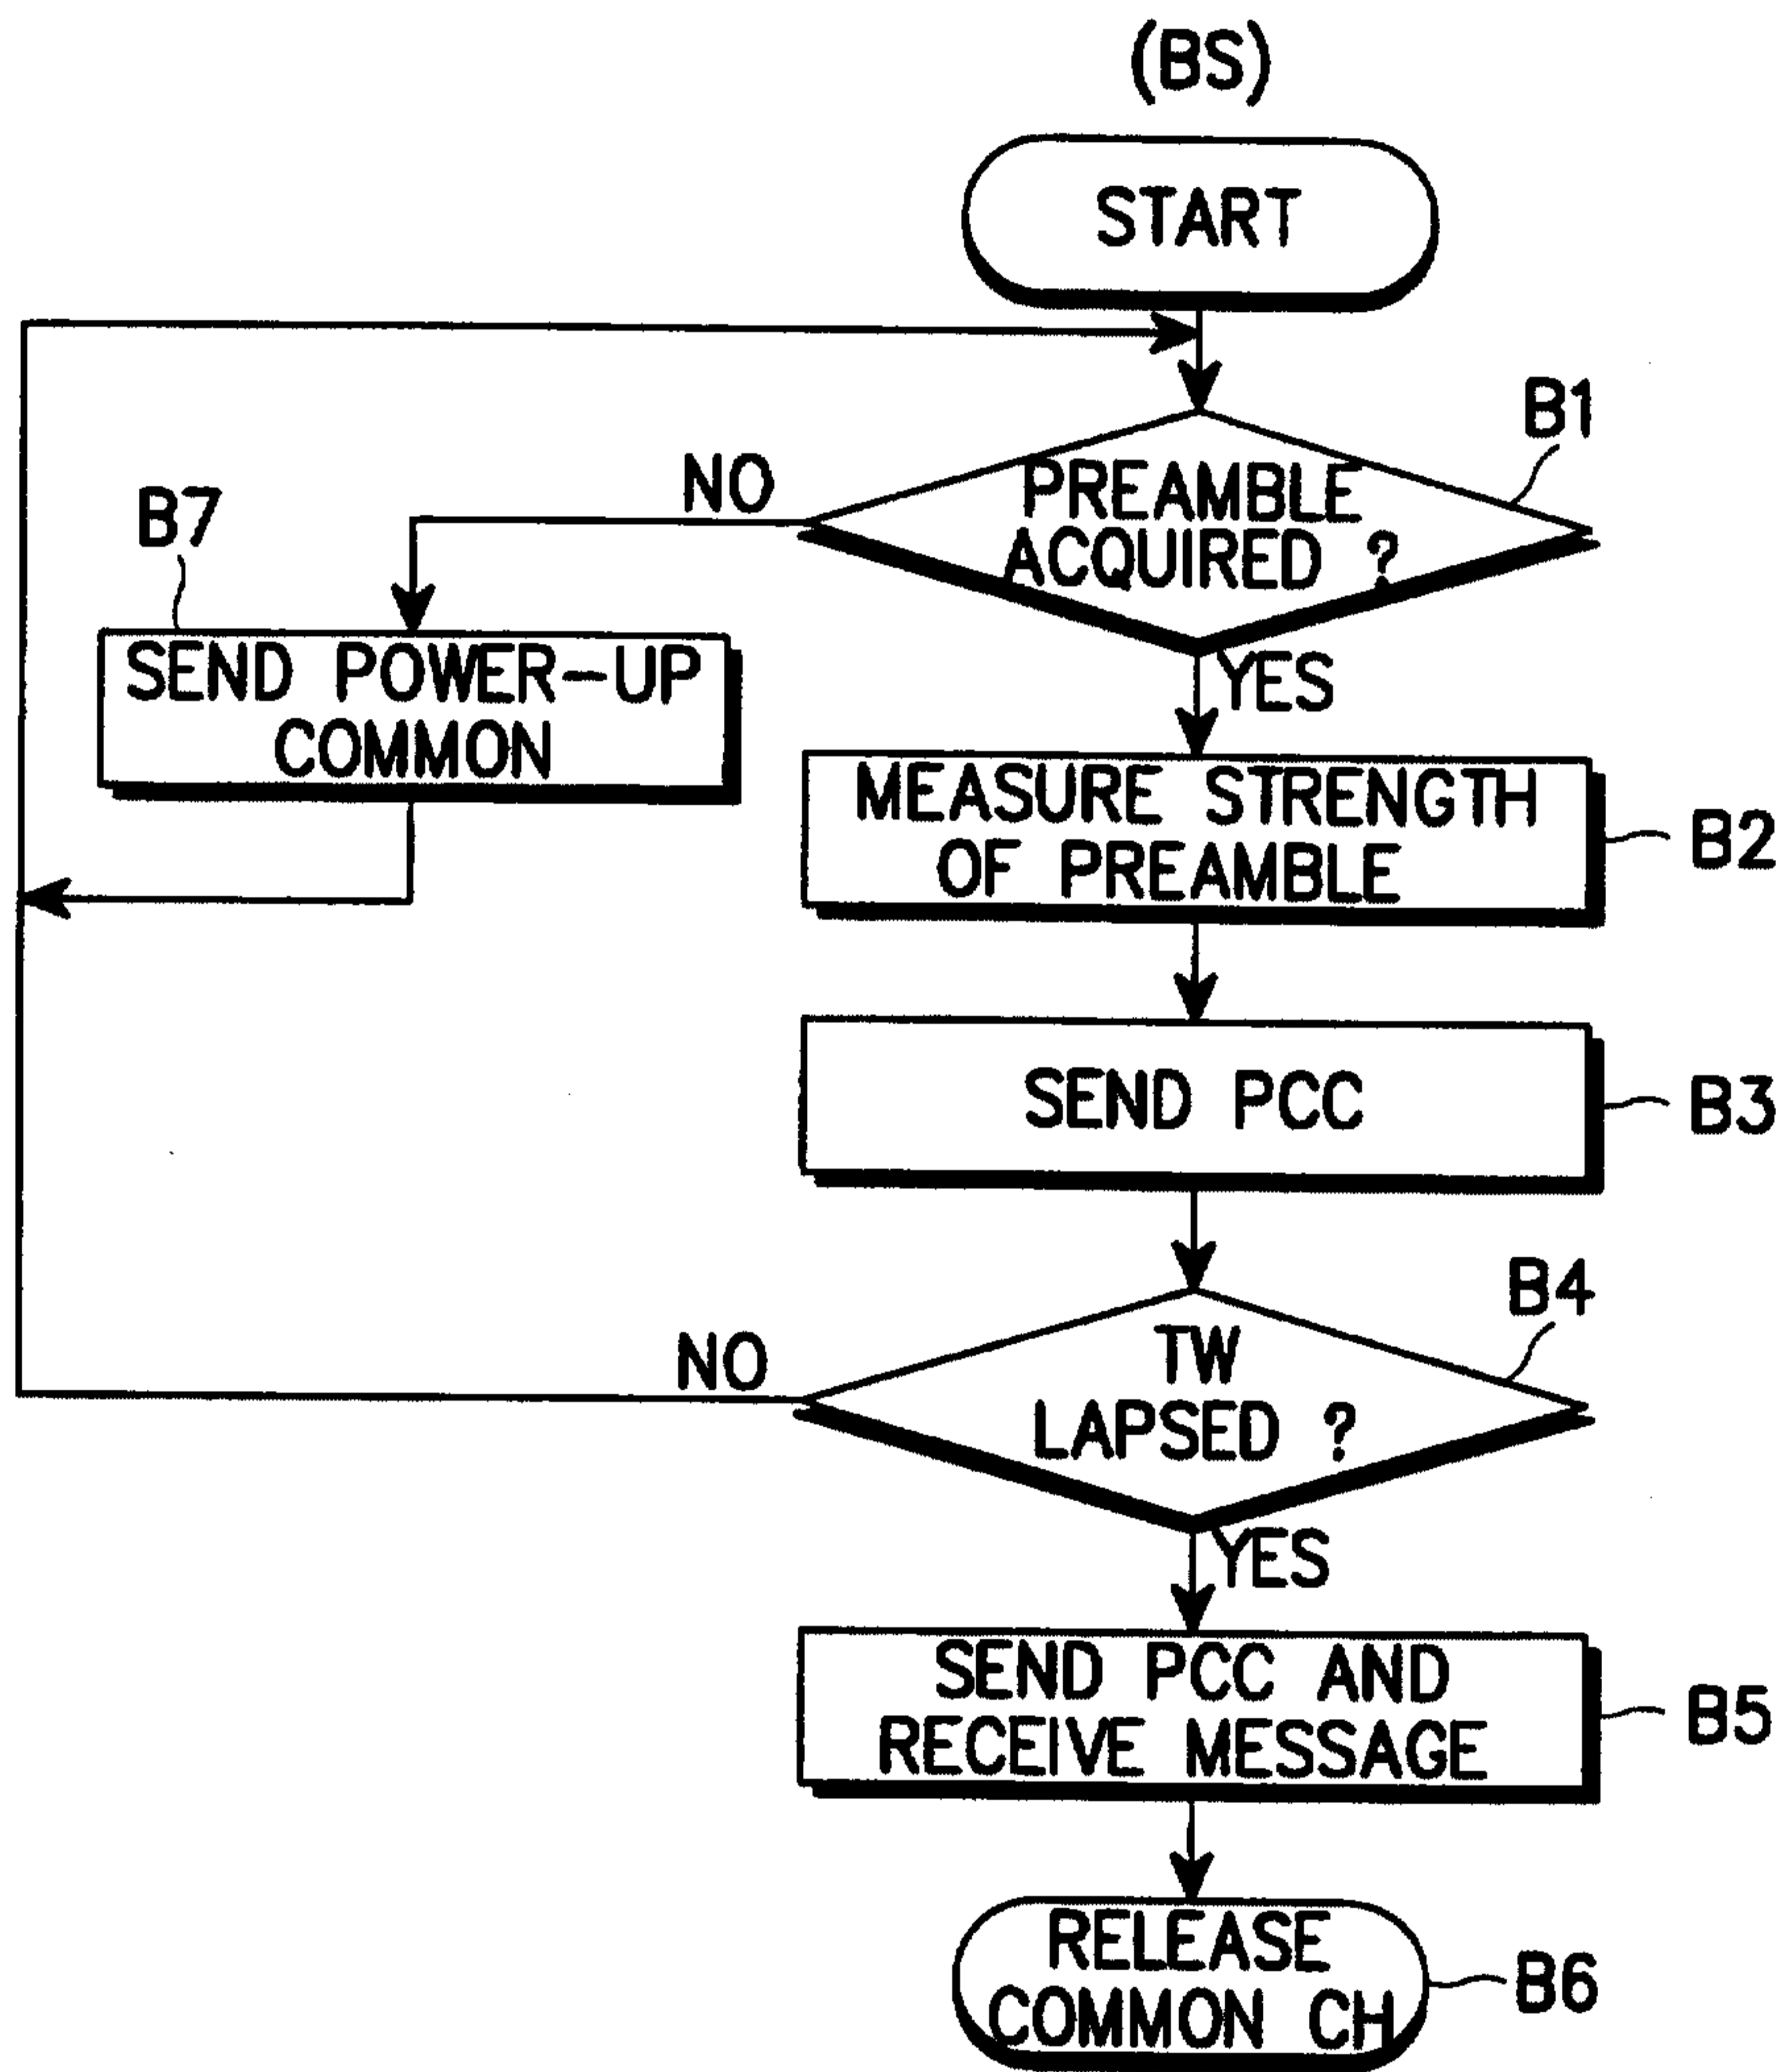 (BS)
START
B1
PREAMBLE
ACQUIRED ?
NO
YES
B7
SEND POWER-UP
COMMON
MEASURE STRENGTH
OF PREAMBLE
B2
SEND PCC
B3
B4
TW
LAPSED ?
NO
YES
SEND PCC AND
RECEIVE MESSAGE
B5
RELEASE
COMMON CH
B6